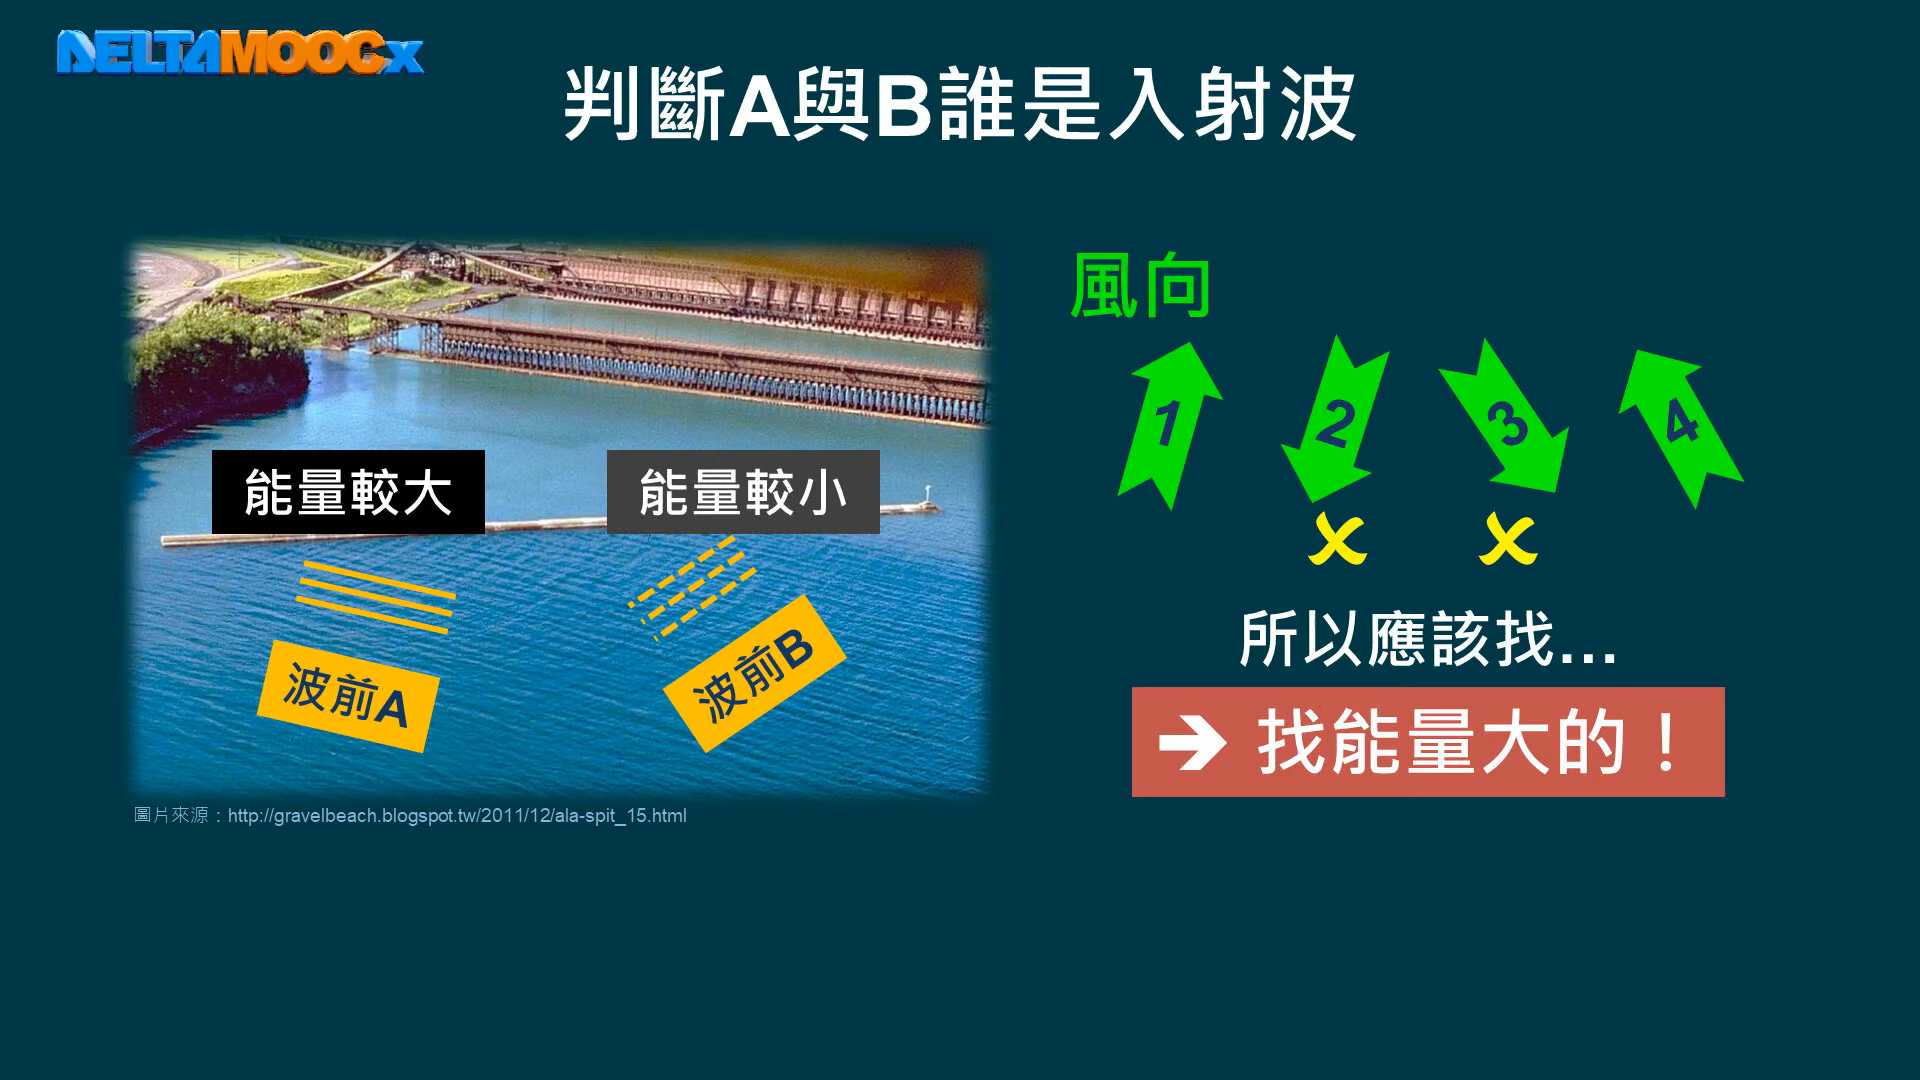 DELTAMOOCx
判斷A與B誰是入射波
風向
1
2
3
4
能量較大
能量較小
波前A
波前B
所以應該找...
➔ 找能量大的！
圖片來源：http://gravelbeach.blogspot.tw/2011/12/ala-spit_15.html